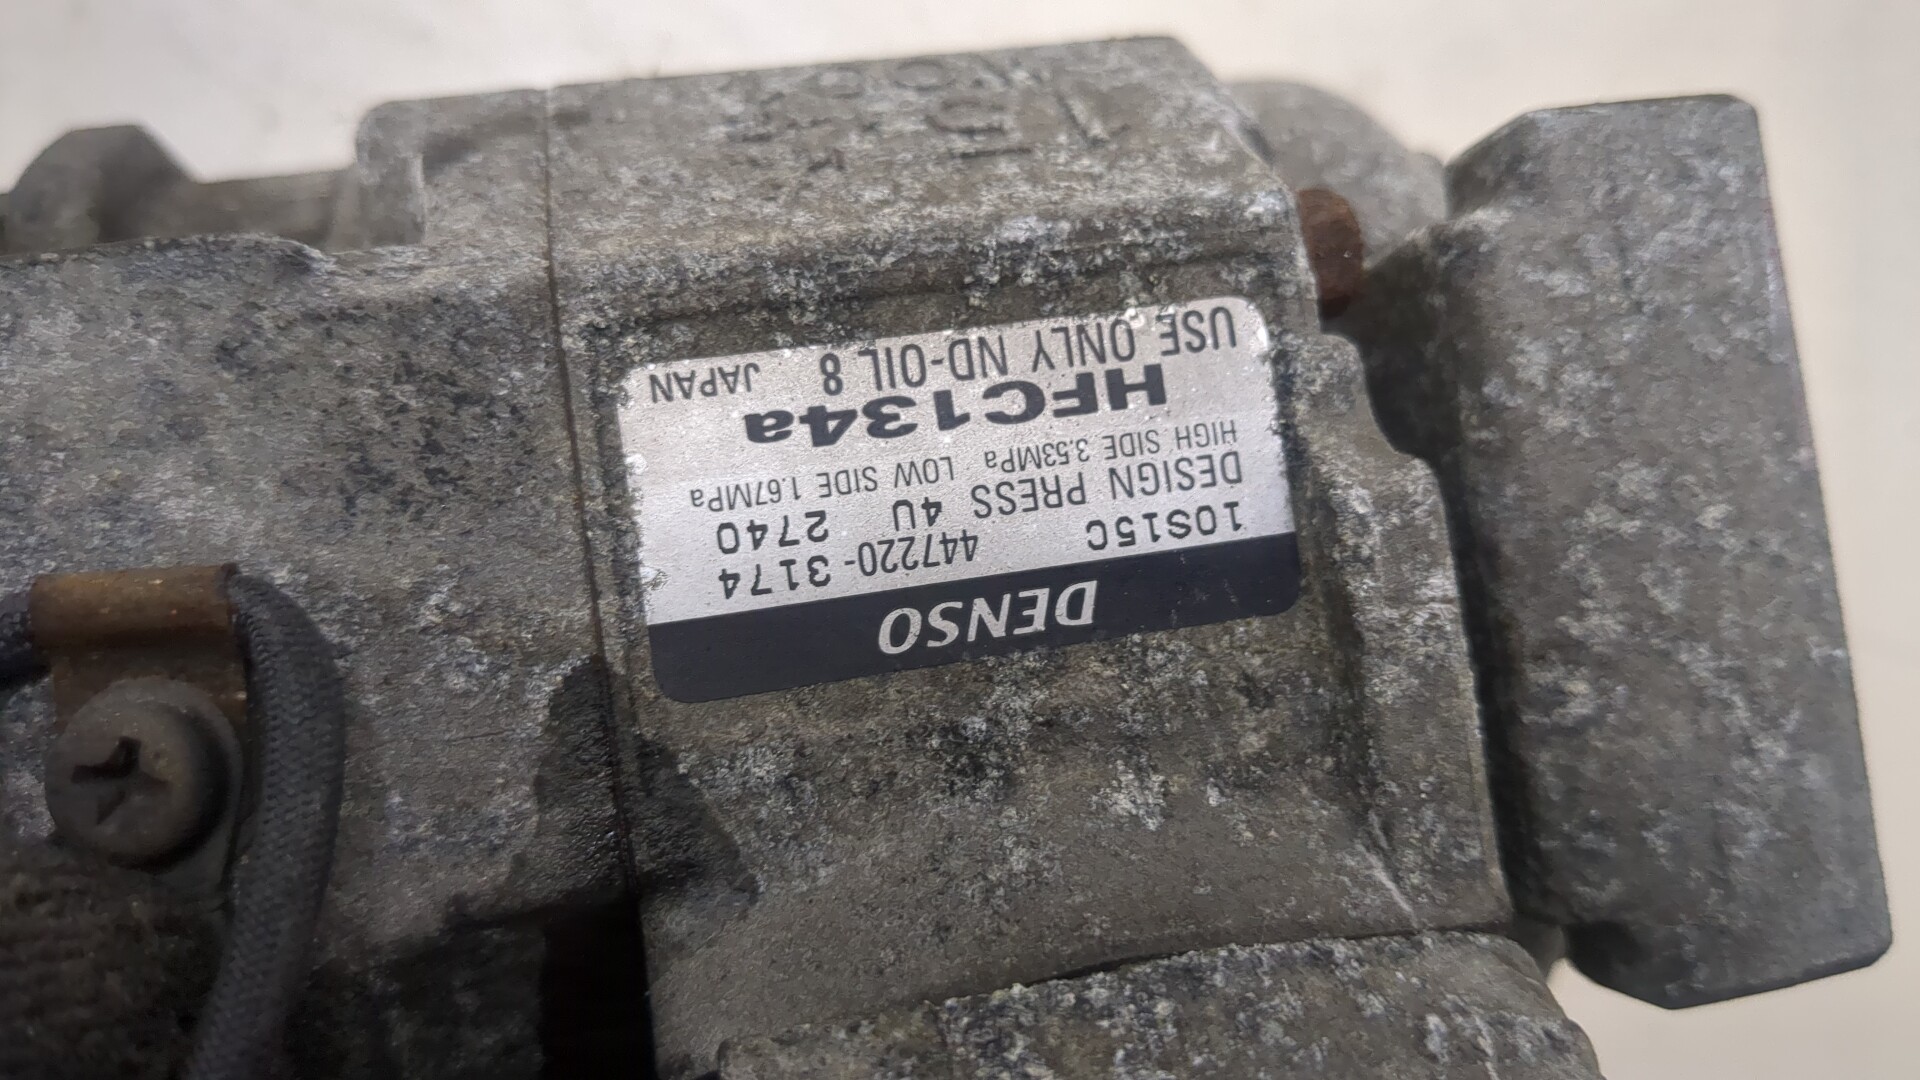 DENSO
10S15C 447220-3174
DESIGN PRESS 4U 2740
HIGH SIDE 3.53MPa LOW SIDE 1.67MPa
HFC134a
USE ONLY ND-OIL 8 JAPAN